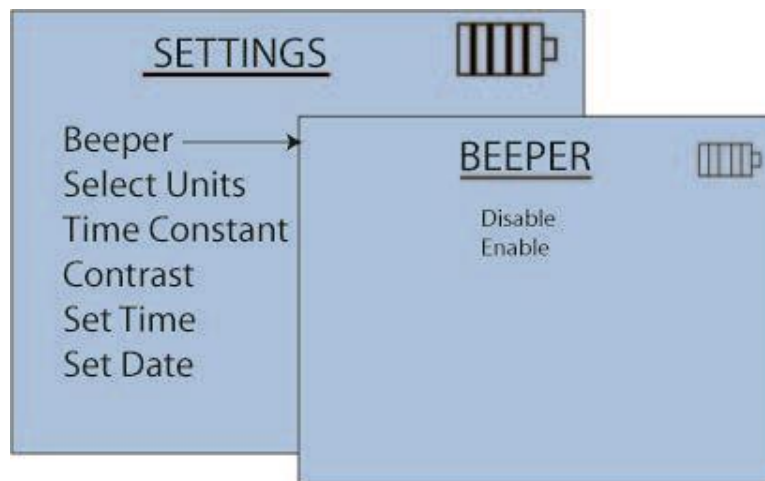 SETTINGS
Beeper
Select Units
Time Constant
Contrast
Set Time
Set Date
BEEPER
Disable
Enable